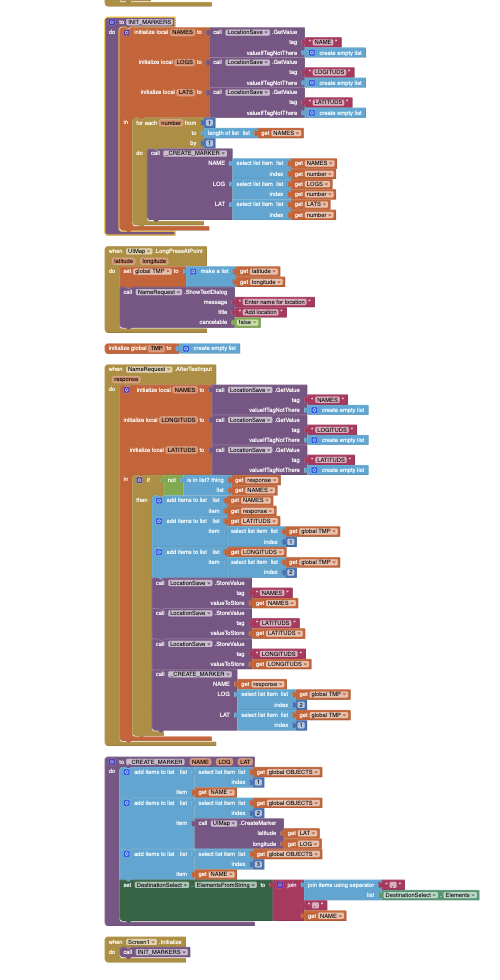 to INIT_MARKERS
do initialize local NAMES to call LocationSave .GetValue
tag " NAME "
valueIfTagNotThere create empty list
initialize local LOGS to call LocationSave .GetValue
tag " LOGITUDS "
valueIfTagNotThere create empty list
initialize local LATS to call LocationSave .GetValue
tag " LATITUDS "
valueIfTagNotThere create empty list
in for each number from 1
to length of list list get NAMES
by 1
do call _CREATE_MARKER
NAME select list item list get NAMES
index get number
LOG select list item list get LOGS
index get number
LAT select list item list get LATS
index get number
when UIMap .LongPressAtPoint
latitude longitude
do set global TMP to make a list get latitude
get longitude
call NameRequest .ShowTextDialog
message " Enter name for location "
title " Add location "
cancelable false
initialize global TMP to create empty list
when NameRequest .AfterTextInput
response
do initialize local NAMES to call LocationSave .GetValue
tag " NAMES "
valueIfTagNotThere create empty list
initialize local LONGITUDS to call LocationSave .GetValue
tag " LOGITUDS "
valueIfTagNotThere create empty list
initialize local LATITUDS to call LocationSave .GetValue
tag " LATITUDS "
valueIfTagNotThere create empty list
in if not is in list? thing get response
list get NAMES
then add items to list list get NAMES
item get response
add items to list list get LATITUDS
item select list item list get global TMP
index 1
add items to list list get LONGITUDS
item select list item list get global TMP
index 2
call LocationSave .StoreValue
tag " NAMES "
valueToStore get NAMES
call LocationSave .StoreValue
tag " LATITUDS "
valueToStore get LATITUDS
call LocationSave .StoreValue
tag " LONGITUDS "
valueToStore get LONGITUDS
call _CREATE_MARKER
NAME get response
LOG select list item list get global TMP
index 2
LAT select list item list get global TMP
index 1
to _CREATE_MARKER NAME LOG LAT
do add items to list list select list item list get global OBJECTS
index 1
item get NAME
add items to list list select list item list get global OBJECTS
index 2
item call UIMap .CreateMarker
latitude get LAT
longitude get LOG
add items to list list select list item list get global OBJECTS
index 3
item get NAME
set DestinationSelect . ElementsFromString to join join items using separator " , "
list DestinationSelect . Elements
" , "
get NAME
when Screen1 .Initialize
do call INIT_MARKERS